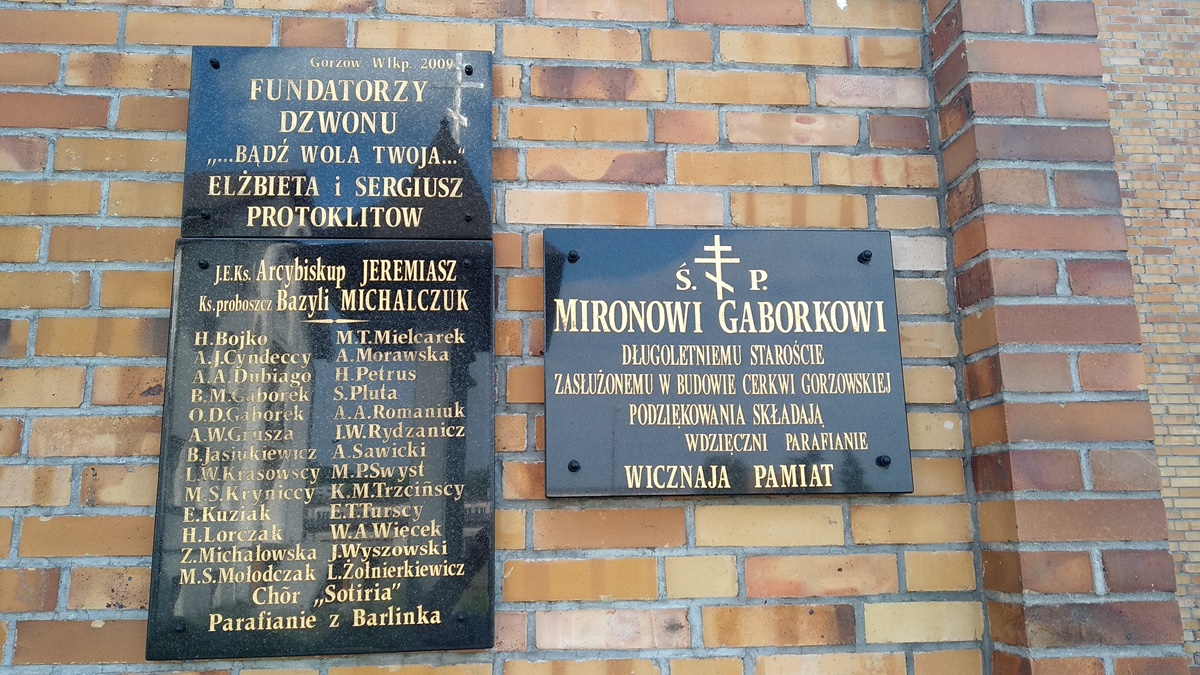 Gorzów Wlkp. 2009
FUNDATORZY
DZWONU
„...BĄDŹ WOLA TWOJA..."
ELŻBIETA i SERGIUSZ
PROTOKLITOW
J.E.Ks. Arcybiskup JEREMIASZ
Ks. proboszcz Bazyli MICHALCZUK
H.Bojko
A.J.Cyndeccy
A.A.Dubiago
B.M.Gaborek
O.D.Gaborek
A.W.Grusza
B.Jasiukiewicz
L.W.Krasowscy
M.S.Kryniccy
E.Kuziak
H.Lorczak
Z.Michałowska
M.S.Mołodczak
M.T.Mielcarek
A.Morawska
H.Petrus
S.Pluta
A.A.Romaniuk
J.W.Rydzanicz
A.Sawicki
M.P.Swyst
K.M.Trzcińscy
E.T.Turscy
W.A.Więcek
J.Wyszowski
L.Żołnierkiewicz
Chór „Sotiria"
Parafianie z Barlinka
Ś. P.
MIRONOWI GABORKOWI
DŁUGOLETNIEMU STAROŚCIE
ZASŁUŻONEMU W BUDOWIE CERKWI GORZOWSKIEJ
PODZIĘKOWANIA SKŁADAJĄ
WDZIĘCZNI PARAFIANIE
WICZNAJA PAMIAT